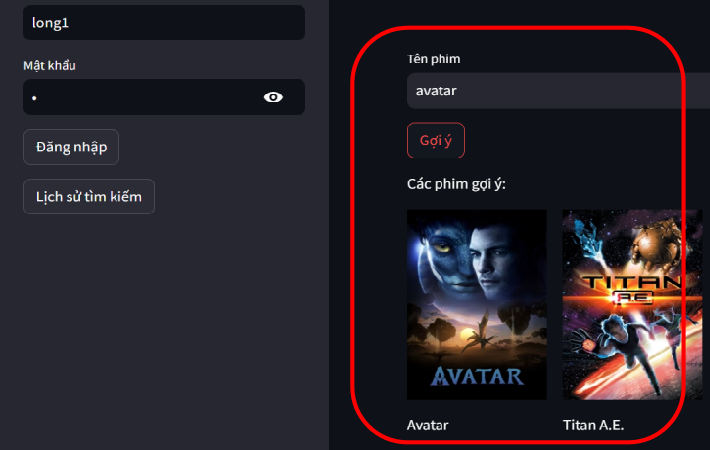 long1
Mật khẩu
•
Đăng nhập
Lịch sử tìm kiếm
Tên phim
avatar
Gợi ý
Các phim gợi ý:
AVATAR
TITAN
A.E.
Avatar
Titan A.E.